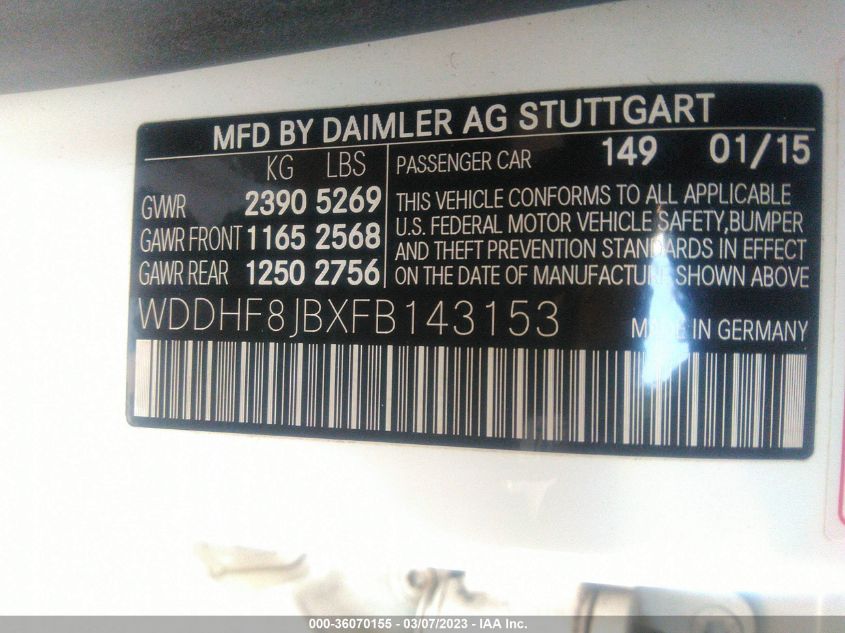 MFD BY DAIMLER AG STUTTGART
KG LBS
GVWR 2390 5269
GAWR FRONT 1165 2568
GAWR REAR 1250 2756
PASSENGER CAR 149 01/15
THIS VEHICLE CONFORMS TO ALL APPLICABLE
U.S. FEDERAL MOTOR VEHICLE SAFETY,BUMPER
AND THEFT PREVENTION STANDARDS IN EFFECT
ON THE DATE OF MANUFACTURE SHOWN ABOVE
WDDHF8JBXFB143153
MADE IN GERMANY
000-36070155 - 03/07/2023 - IAA Inc.